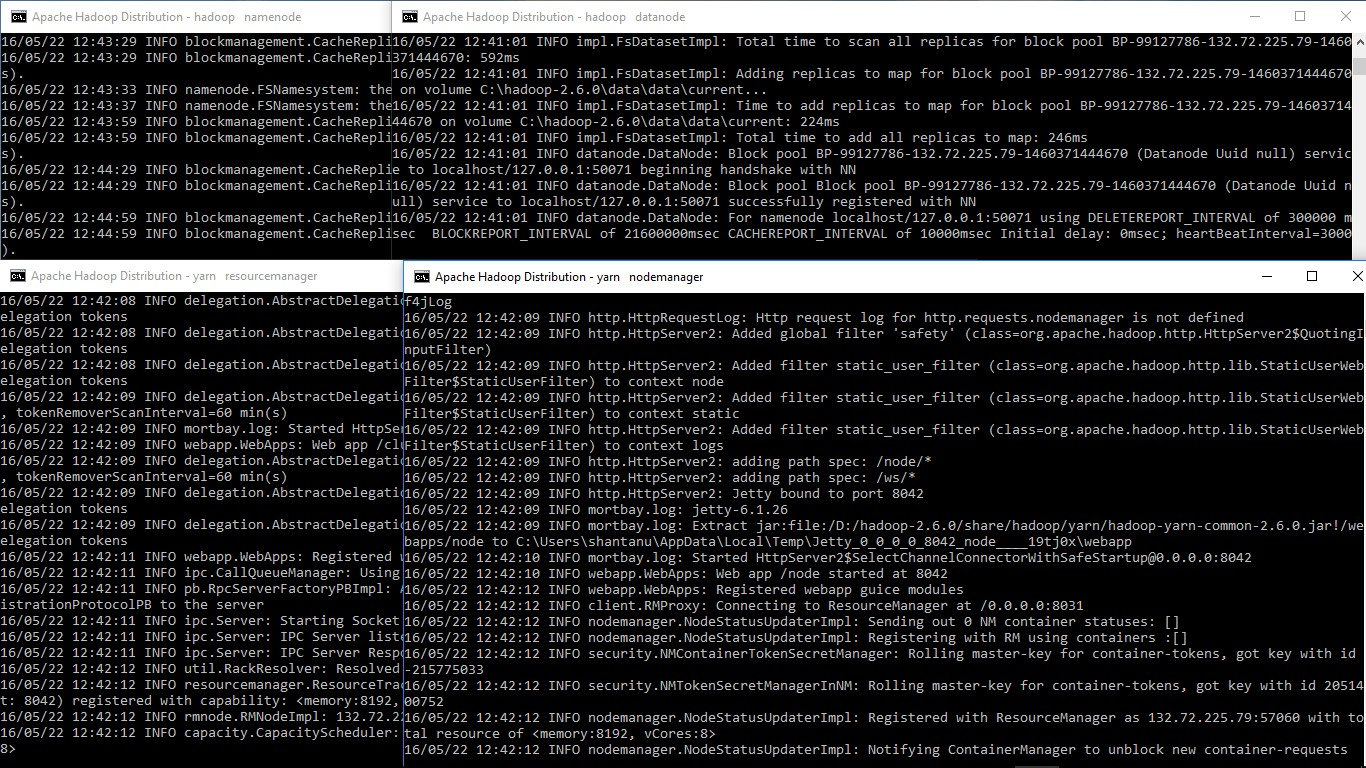 Apache Hadoop Distribution - hadoop   namenode
16/05/22 12:43:29 INFO blockmanagement.CacheRepli
16/05/22 12:43:29 INFO blockmanagement.CacheRepli
s).
16/05/22 12:43:33 INFO namenode.FSNamesystem: the
16/05/22 12:43:37 INFO namenode.FSNamesystem: the
16/05/22 12:43:59 INFO blockmanagement.CacheRepli
16/05/22 12:43:59 INFO blockmanagement.CacheRepli
s).
16/05/22 12:44:29 INFO blockmanagement.CacheRepli
16/05/22 12:44:29 INFO blockmanagement.CacheRepli
s).
16/05/22 12:44:59 INFO blockmanagement.CacheRepli
16/05/22 12:44:59 INFO blockmanagement.CacheRepli
).
Apache Hadoop Distribution - hadoop   datanode
16/05/22 12:41:01 INFO impl.FsDatasetImpl: Total time to scan all replicas for block pool BP-99127786-132.72.225.79-1460
371444670: 592ms
16/05/22 12:41:01 INFO impl.FsDatasetImpl: Adding replicas to map for block pool BP-99127786-132.72.225.79-1460371444670
 on volume C:\hadoop-2.6.0\data\data\current...
16/05/22 12:41:01 INFO impl.FsDatasetImpl: Time to add replicas to map for block pool BP-99127786-132.72.225.79-14603714
44670 on volume C:\hadoop-2.6.0\data\data\current: 224ms
16/05/22 12:41:01 INFO impl.FsDatasetImpl: Total time to add all replicas to map: 246ms
16/05/22 12:41:01 INFO datanode.DataNode: Block pool BP-99127786-132.72.225.79-1460371444670 (Datanode Uuid null) servic
e to localhost/127.0.0.1:50071 beginning handshake with NN
16/05/22 12:41:01 INFO datanode.DataNode: Block pool Block pool BP-99127786-132.72.225.79-1460371444670 (Datanode Uuid n
ull) service to localhost/127.0.0.1:50071 successfully registered with NN
16/05/22 12:41:01 INFO datanode.DataNode: For namenode localhost/127.0.0.1:50071 using DELETEREPORT_INTERVAL of 300000 m
sec  BLOCKREPORT_INTERVAL of 21600000msec CACHEREPORT_INTERVAL of 10000msec Initial delay: 0msec; heartBeatInterval=3000
Apache Hadoop Distribution - yarn   resourcemanager
16/05/22 12:42:08 INFO delegation.AbstractDelegati
elegation tokens
16/05/22 12:42:08 INFO delegation.AbstractDelegati
elegation tokens
16/05/22 12:42:08 INFO delegation.AbstractDelegati
elegation tokens
16/05/22 12:42:09 INFO delegation.AbstractDelegati
, tokenRemoverScanInterval=60 min(s)
16/05/22 12:42:09 INFO mortbay.log: Started HttpSe
16/05/22 12:42:09 INFO webapp.WebApps: Web app /cl
16/05/22 12:42:09 INFO delegation.AbstractDelegati
, tokenRemoverScanInterval=60 min(s)
16/05/22 12:42:09 INFO delegation.AbstractDelegati
elegation tokens
16/05/22 12:42:09 INFO delegation.AbstractDelegati
elegation tokens
16/05/22 12:42:11 INFO webapp.WebApps: Registered
16/05/22 12:42:11 INFO ipc.CallQueueManager: Using
16/05/22 12:42:11 INFO pb.RpcServerFactoryPBImpl:
istrationProtocolPB to the server
16/05/22 12:42:11 INFO ipc.Server: Starting Socket
16/05/22 12:42:11 INFO ipc.Server: IPC Server list
16/05/22 12:42:11 INFO ipc.Server: IPC Server Resp
16/05/22 12:42:12 INFO util.RackResolver: Resolved
16/05/22 12:42:12 INFO resourcemanager.ResourceTra
t: 8042) registered with capability: <memory:8192,
16/05/22 12:42:12 INFO rmnode.RMNodeImpl: 132.72.2
16/05/22 12:42:12 INFO capacity.CapacityScheduler:
8>
Apache Hadoop Distribution - yarn   nodemanager
f4jLog
16/05/22 12:42:09 INFO http.HttpRequestLog: Http request log for http.requests.nodemanager is not defined
16/05/22 12:42:09 INFO http.HttpServer2: Added global filter 'safety' (class=org.apache.hadoop.http.HttpServer2$QuotingI
nputFilter)
16/05/22 12:42:09 INFO http.HttpServer2: Added filter static_user_filter (class=org.apache.hadoop.http.lib.StaticUserWeb
Filter$StaticUserFilter) to context node
16/05/22 12:42:09 INFO http.HttpServer2: Added filter static_user_filter (class=org.apache.hadoop.http.lib.StaticUserWeb
Filter$StaticUserFilter) to context static
16/05/22 12:42:09 INFO http.HttpServer2: Added filter static_user_filter (class=org.apache.hadoop.http.lib.StaticUserWeb
Filter$StaticUserFilter) to context logs
16/05/22 12:42:09 INFO http.HttpServer2: adding path spec: /node/*
16/05/22 12:42:09 INFO http.HttpServer2: adding path spec: /ws/*
16/05/22 12:42:09 INFO http.HttpServer2: Jetty bound to port 8042
16/05/22 12:42:09 INFO mortbay.log: jetty-6.1.26
16/05/22 12:42:09 INFO mortbay.log: Extract jar:file:/D:/hadoop-2.6.0/share/hadoop/yarn/hadoop-yarn-common-2.6.0.jar!/we
bapps/node to C:\Users\shantanu\AppData\Local\Temp\Jetty_0_0_0_0_8042_node____19tj0x\webapp
16/05/22 12:42:10 INFO mortbay.log: Started HttpServer2$SelectChannelConnectorWithSafeStartup@0.0.0.0:8042
16/05/22 12:42:10 INFO webapp.WebApps: Web app /node started at 8042
16/05/22 12:42:12 INFO webapp.WebApps: Registered webapp guice modules
16/05/22 12:42:12 INFO client.RMProxy: Connecting to ResourceManager at /0.0.0.0:8031
16/05/22 12:42:12 INFO nodemanager.NodeStatusUpdaterImpl: Sending out 0 NM container statuses: []
16/05/22 12:42:12 INFO nodemanager.NodeStatusUpdaterImpl: Registering with RM using containers :[]
16/05/22 12:42:12 INFO security.NMContainerTokenSecretManager: Rolling master-key for container-tokens, got key with id
-215775033
16/05/22 12:42:12 INFO security.NMTokenSecretManagerInNM: Rolling master-key for container-tokens, got key with id 20514
00752
16/05/22 12:42:12 INFO nodemanager.NodeStatusUpdaterImpl: Registered with ResourceManager as 132.72.225.79:57060 with to
tal resource of <memory:8192, vCores:8>
16/05/22 12:42:12 INFO nodemanager.NodeStatusUpdaterImpl: Notifying ContainerManager to unblock new container-requests